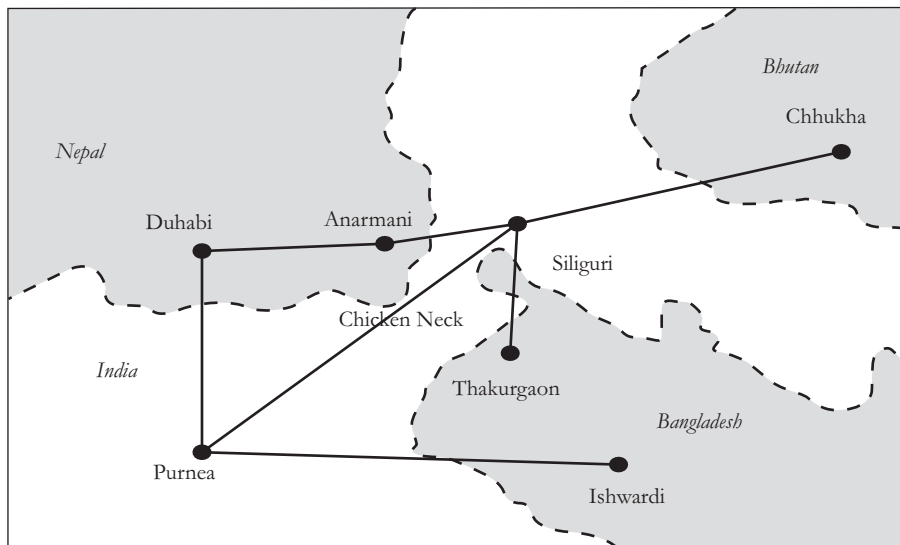 Bhutan
Chhukha
Nepal
Duhabi
Anarmani
Siliguri
Chicken Neck
India
Thakurgaon
Bangladesh
Purnea
Ishwardi